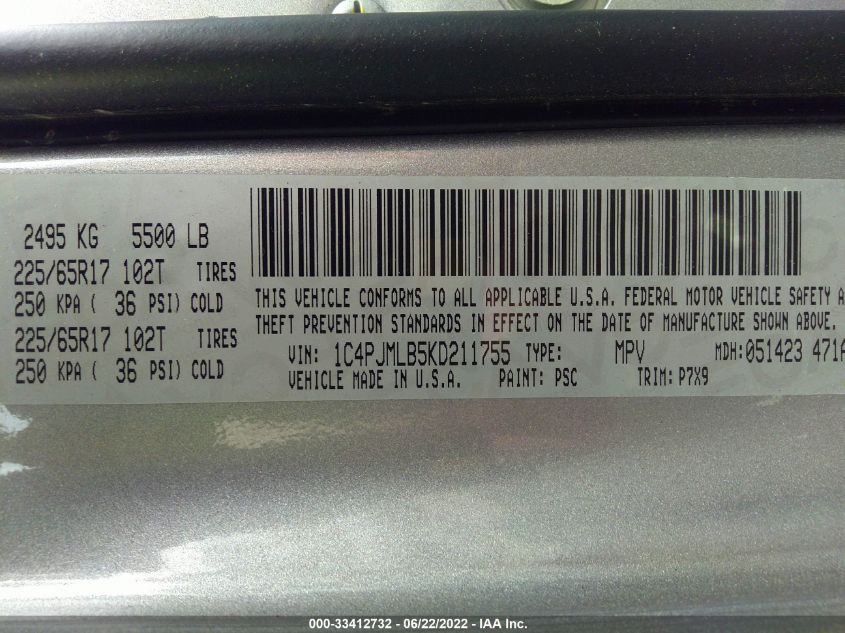 2495 KG 5500 LB
225/65R17 102T TIRES
250 KPA ( 36 PSI) COLD
225/65R17 102T TIRES
250 KPA ( 36 PSI) COLD
THIS VEHICLE CONFORMS TO ALL APPLICABLE U.S.A. FEDERAL MOTOR VEHICLE SAFETY A
THEFT PREVENTION STANDARDS IN EFFECT ON THE DATE OF MANUFACTURE SHOWN ABOVE.
VIN: 1C4PJMLB5KD211755 TYPE: MPV MDH: 051423 471A
VEHICLE MADE IN U.S.A. PAINT: PSC TRIM: P7X9
000-33412732 - 06/22/2022 - IAA Inc.